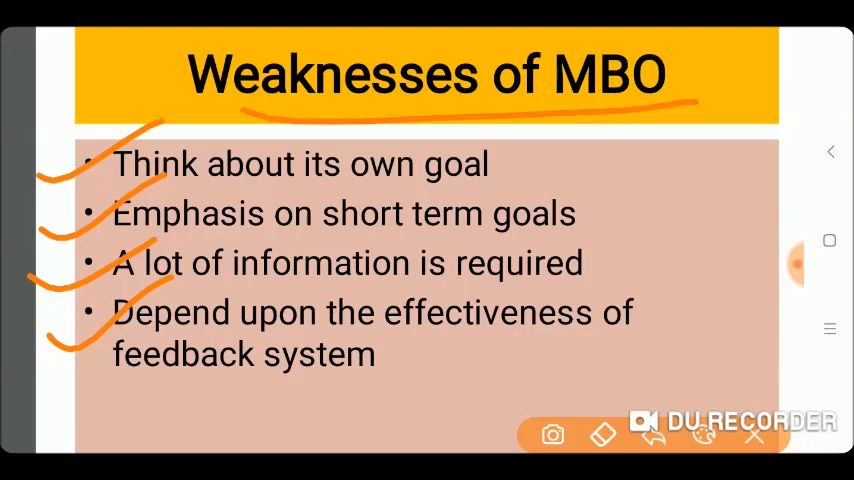 Weaknesses of MBO
• Think about its own goal
• Emphasis on short term goals
• A lot of information is required
• Depend upon the effectiveness of
feedback system
DU RECORDER